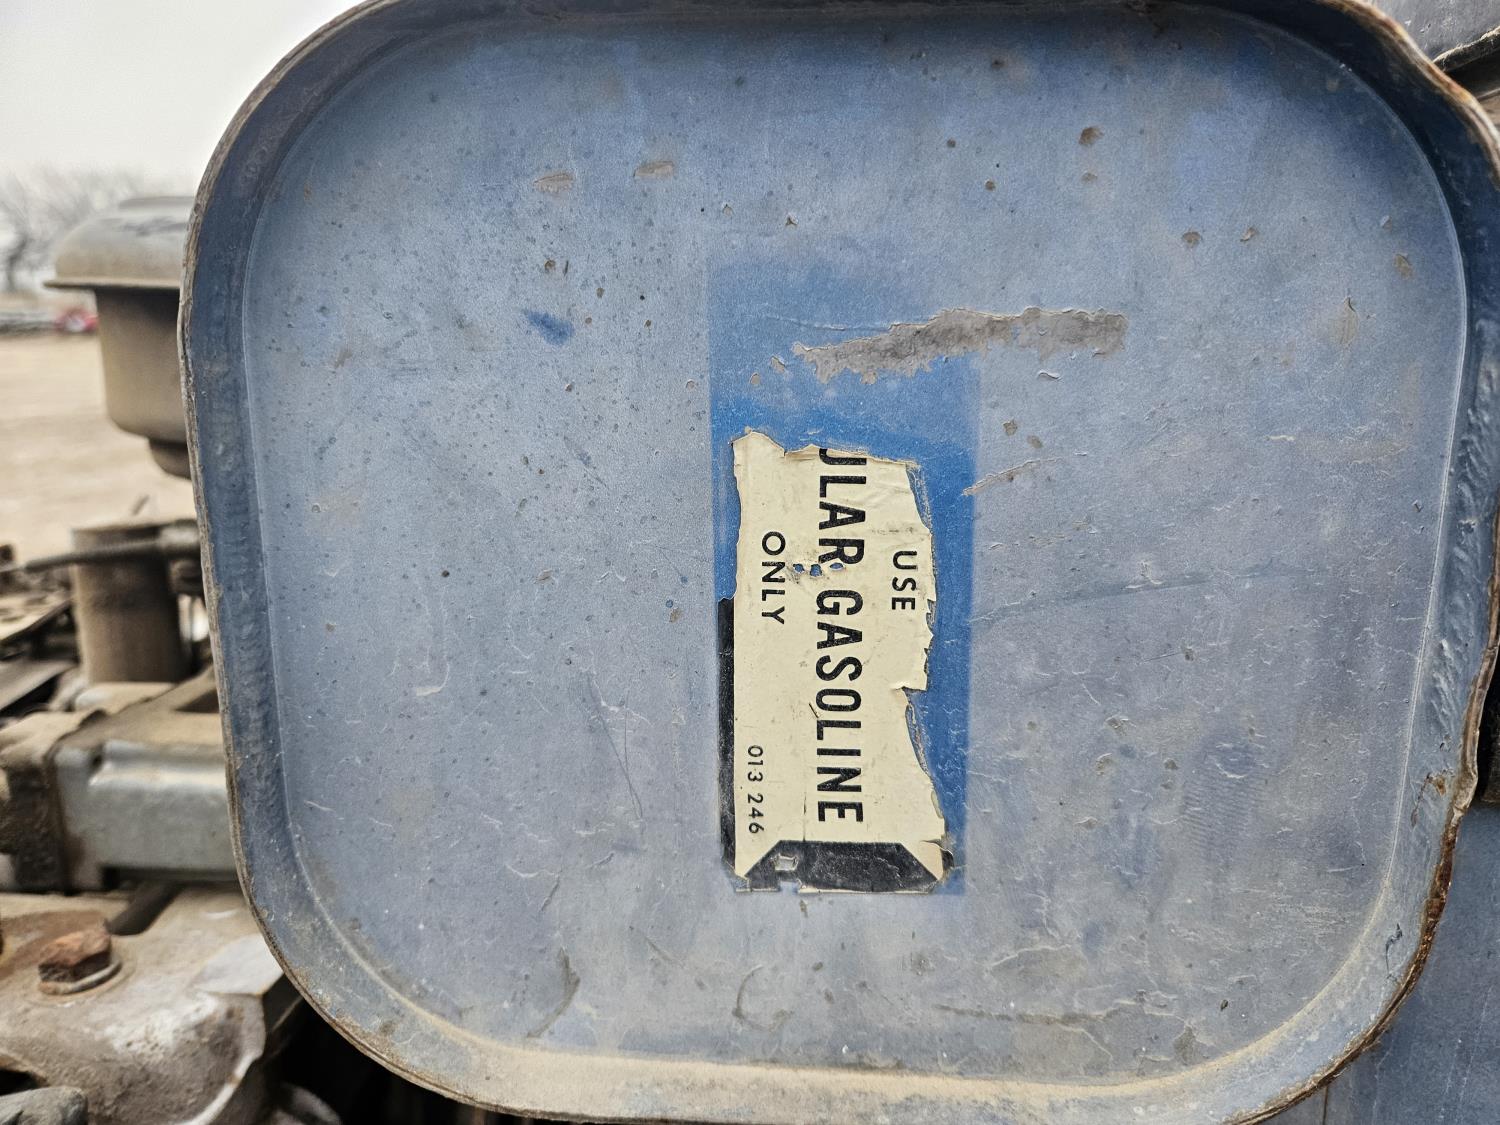 USE
ULAR GASOLINE
ONLY
013 246